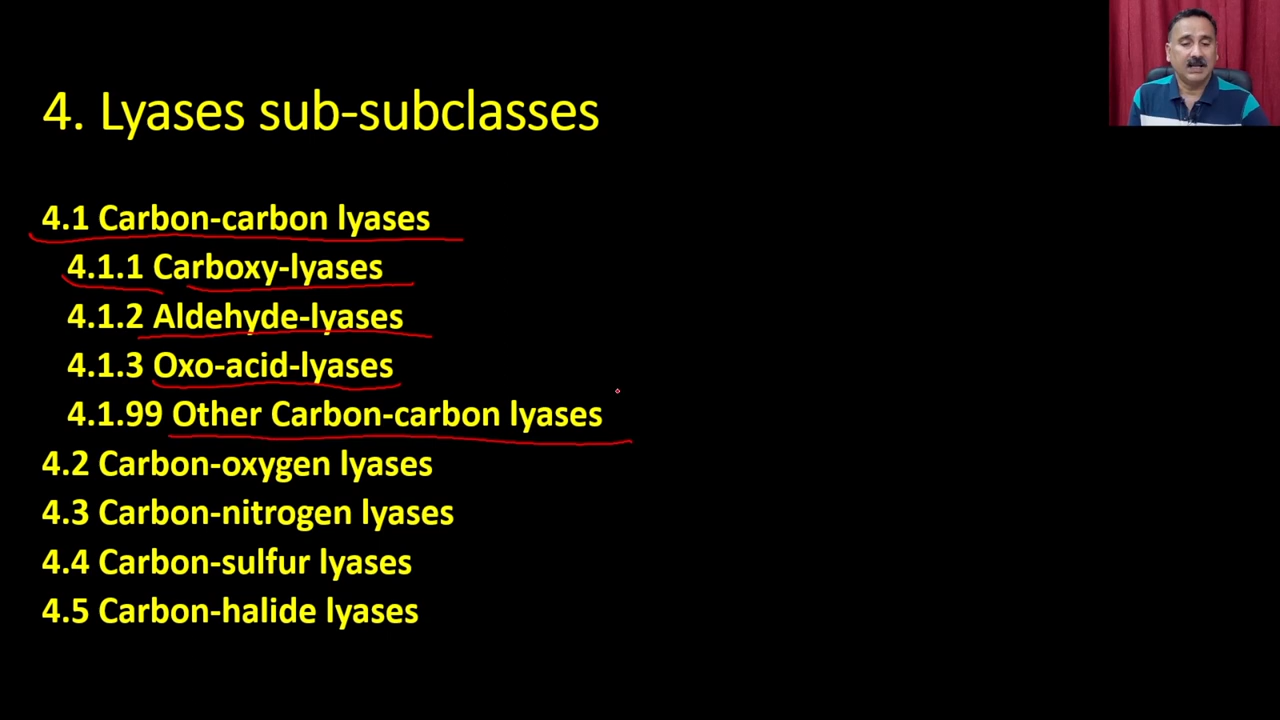 4. Lyases sub-subclasses
4.1 Carbon-carbon lyases
4.1.1 Carboxy-lyases
4.1.2 Aldehyde-lyases
4.1.3 Oxo-acid-lyases
4.1.99 Other Carbon-carbon lyases
4.2 Carbon-oxygen lyases
4.3 Carbon-nitrogen lyases
4.4 Carbon-sulfur lyases
4.5 Carbon-halide lyases